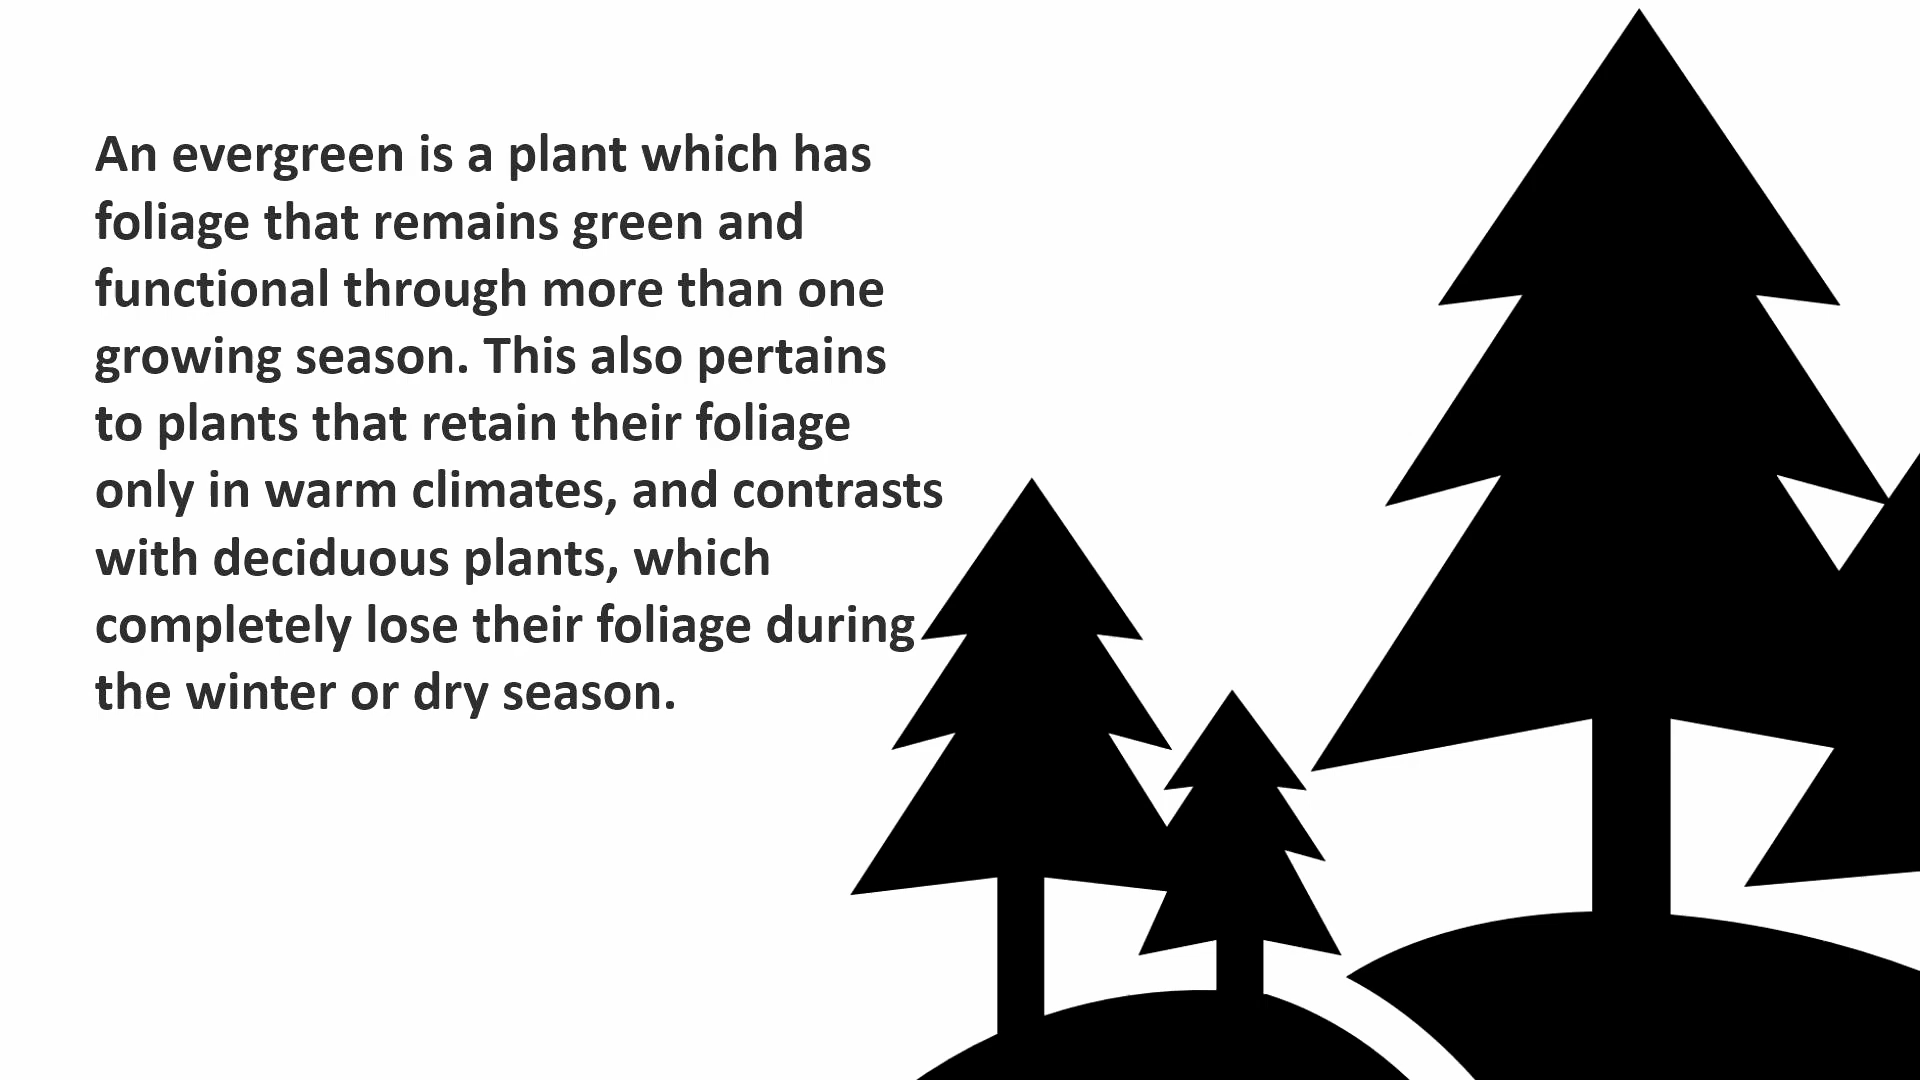 An evergreen is a plant which has
foliage that remains green and
functional through more than one
growing season. This also pertains
to plants that retain their foliage
only in warm climates, and contrasts
with deciduous plants, which
completely lose their foliage during
the winter or dry season.